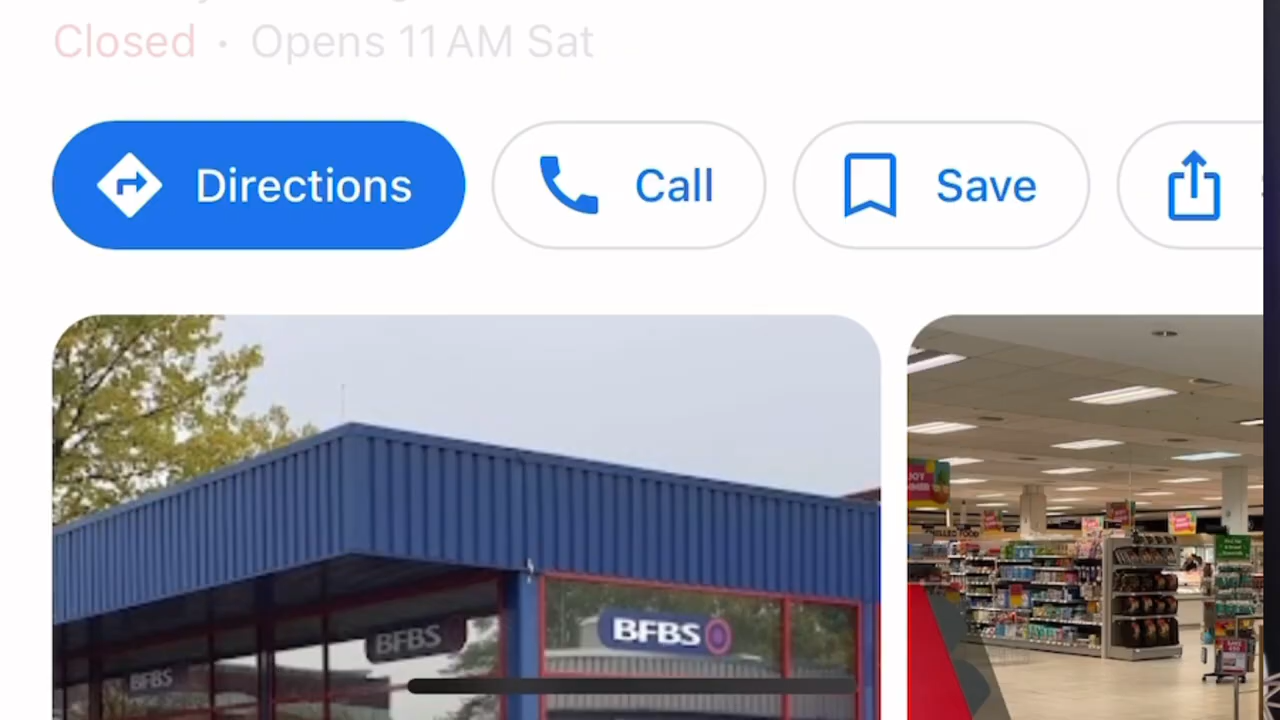 Closed · Opens 11 AM Sat
Directions
Call
Save
BFBS
BFBS
BFBS